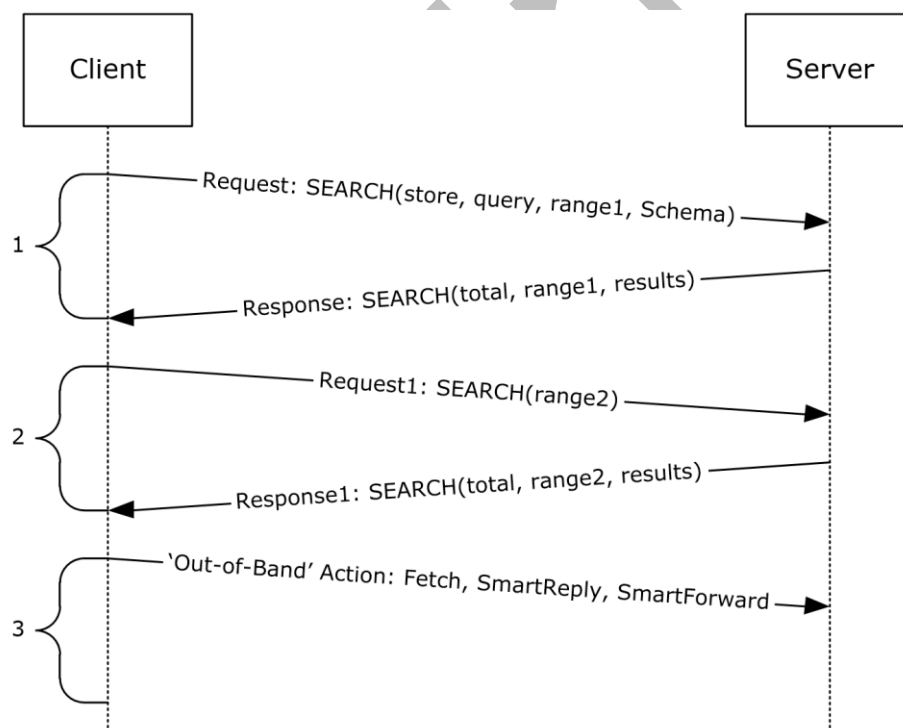 Client
Server
Request: SEARCH(store, query, range1, Schema)
1
Response: SEARCH(total, range1, results)
Request1: SEARCH(range2)
2
Response1: SEARCH(total, range2, results)
‘Out-of-Band’ Action: Fetch, SmartReply, SmartForward
3